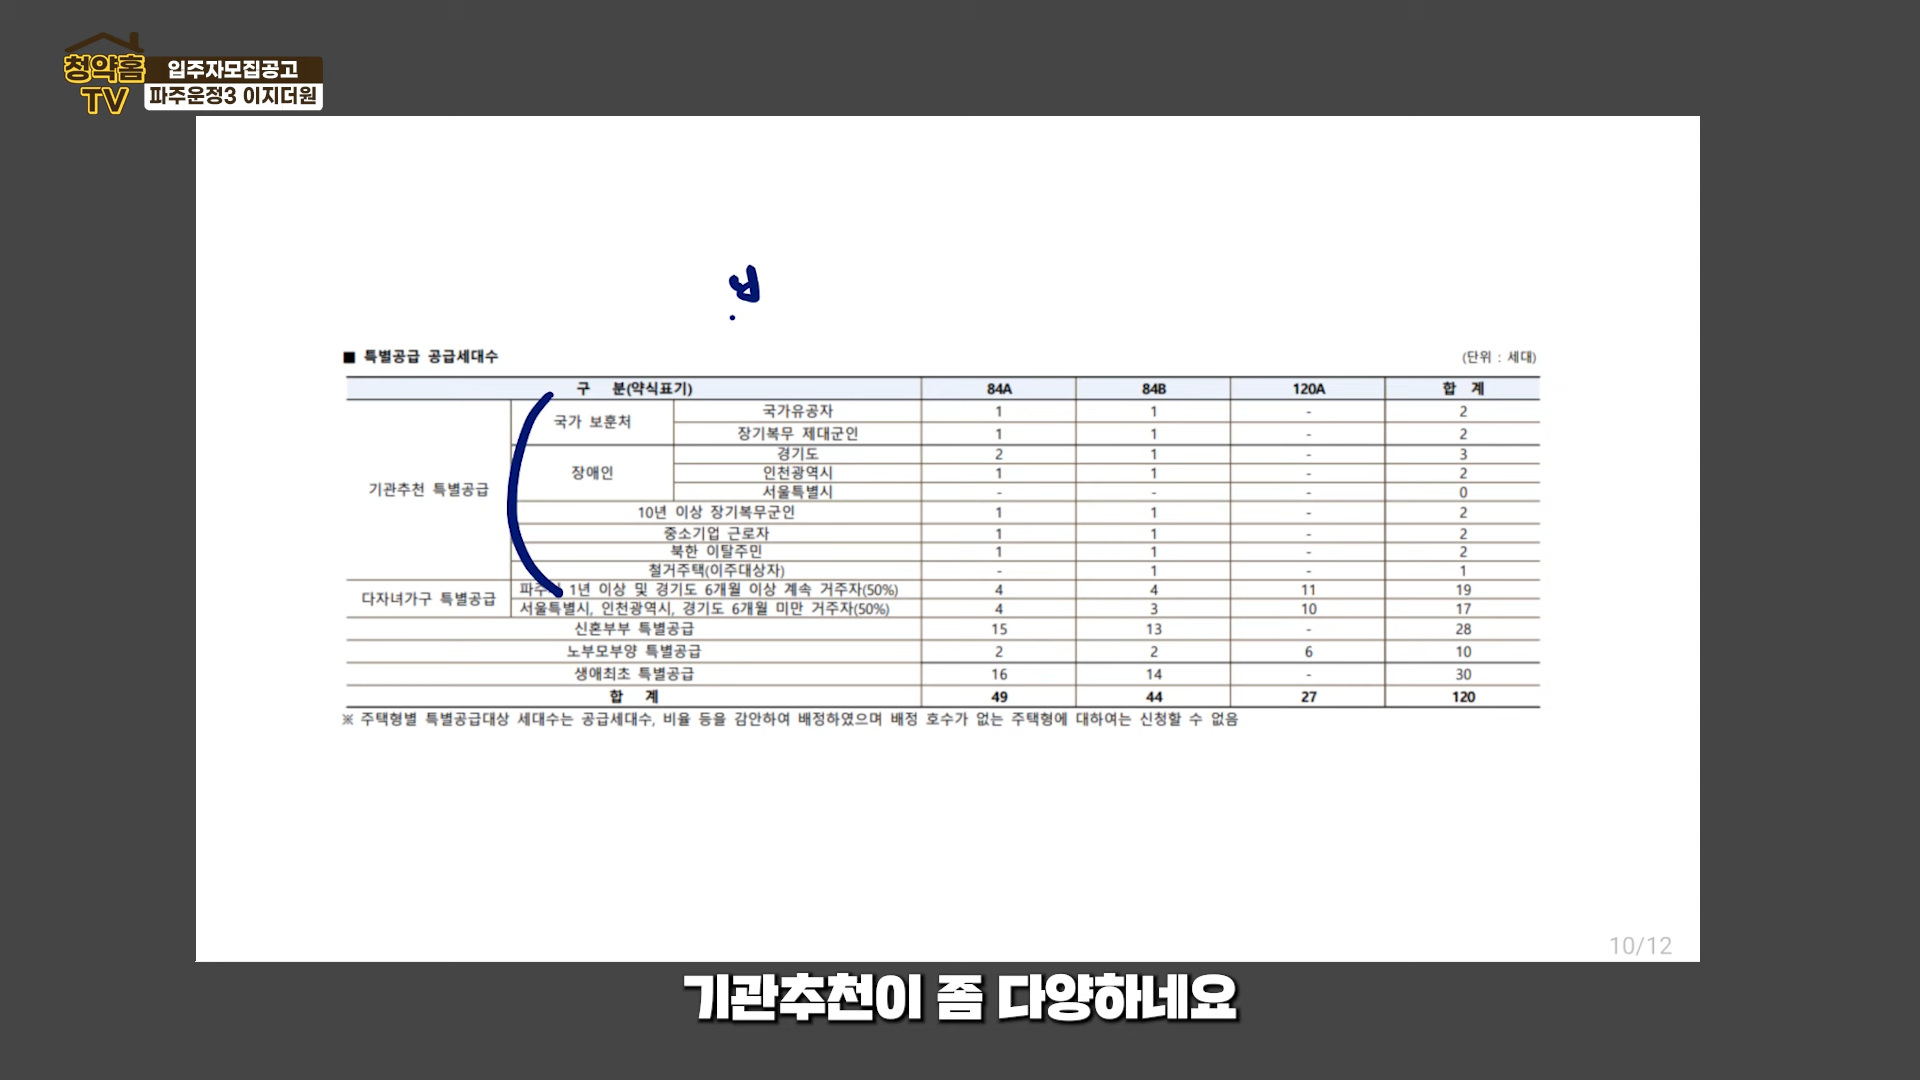 청약홈 TV
입주자모집공고
파주운정3 이지더원
■ 특별공급 공급세대수 (단위 : 세대)
구 분(약식표기) 84A 84B 120A 합 계
기관추천 특별공급 국가 보훈처 국가유공자 1 1 - 2
장기복무 제대군인 1 1 - 2
장애인 경기도 2 1 - 3
인천광역시 1 1 - 2
서울특별시 - - - 0
10년 이상 장기복무군인 1 1 - 2
중소기업 근로자 1 1 - 2
북한 이탈주민 1 1 - 2
철거주택(이주대상자) - 1 - 1
다자녀가구 특별공급 1년 이상 및 경기도 6개월 이상 계속 거주자(50%) 4 4 11 19
서울특별시, 인천광역시, 경기도 6개월 미만 거주자(50%) 4 3 10 17
신혼부부 특별공급 15 13 - 28
노부모부양 특별공급 2 2 6 10
생애최초 특별공급 16 14 - 30
합 계 49 44 27 120
※ 주택형별 특별공급대상 세대수는 공급세대수, 비율 등을 감안하여 배정하였으며 배정 호수가 없는 주택형에 대하여는 신청할 수 없음
10/12
기관추천이 좀 다양하네요